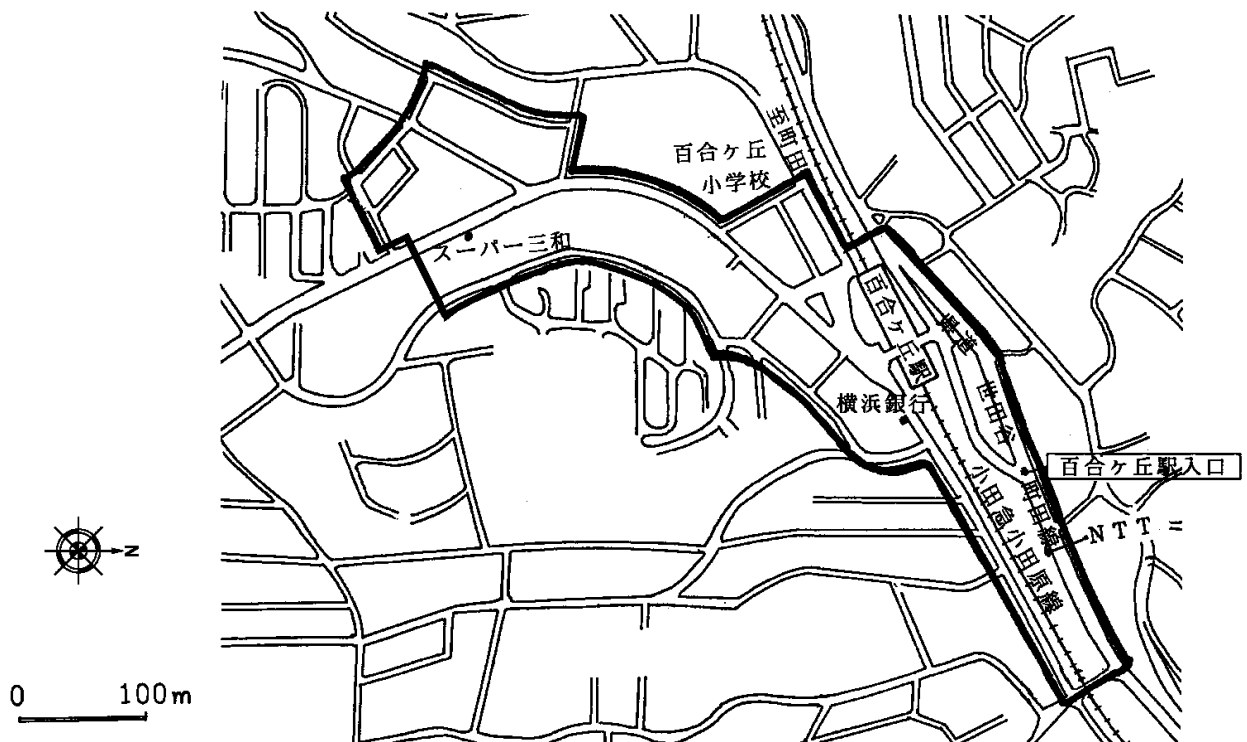 至町田
百合ヶ丘
小学校
スーパー三和
百合ヶ丘駅
県道
世田谷
町田線
横浜銀行
百合ヶ丘駅入口
小田急小田原線
NTT
N
0 100m